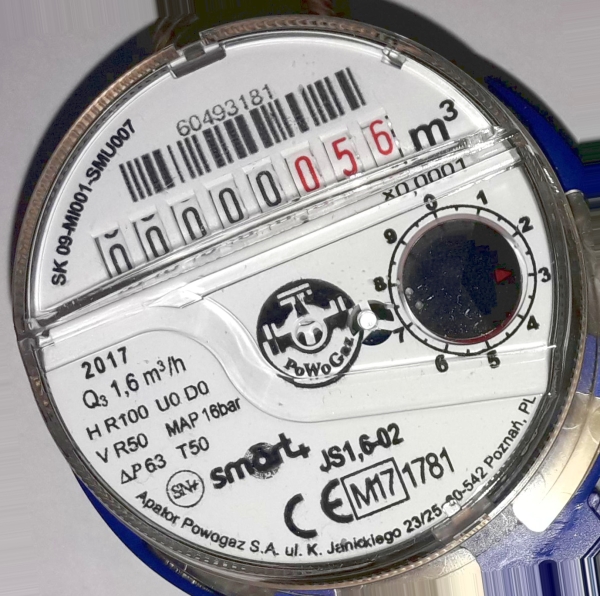 SK 09-MI001-SMU007
60493181
00000056 m³
x0,0001
0 1 2 3 4 5 6 7 8 9
PoWoGaz
2017
Q₃ 1,6 m³/h
H R100 U0 D0
V R50 MAP 16bar
ΔP 63 T50
SN+
smart+
JS1,6-02
CE M17 1781
Apator Powogaz S.A. ul. K. Janickiego 23/25, 60-542 Poznań, PL